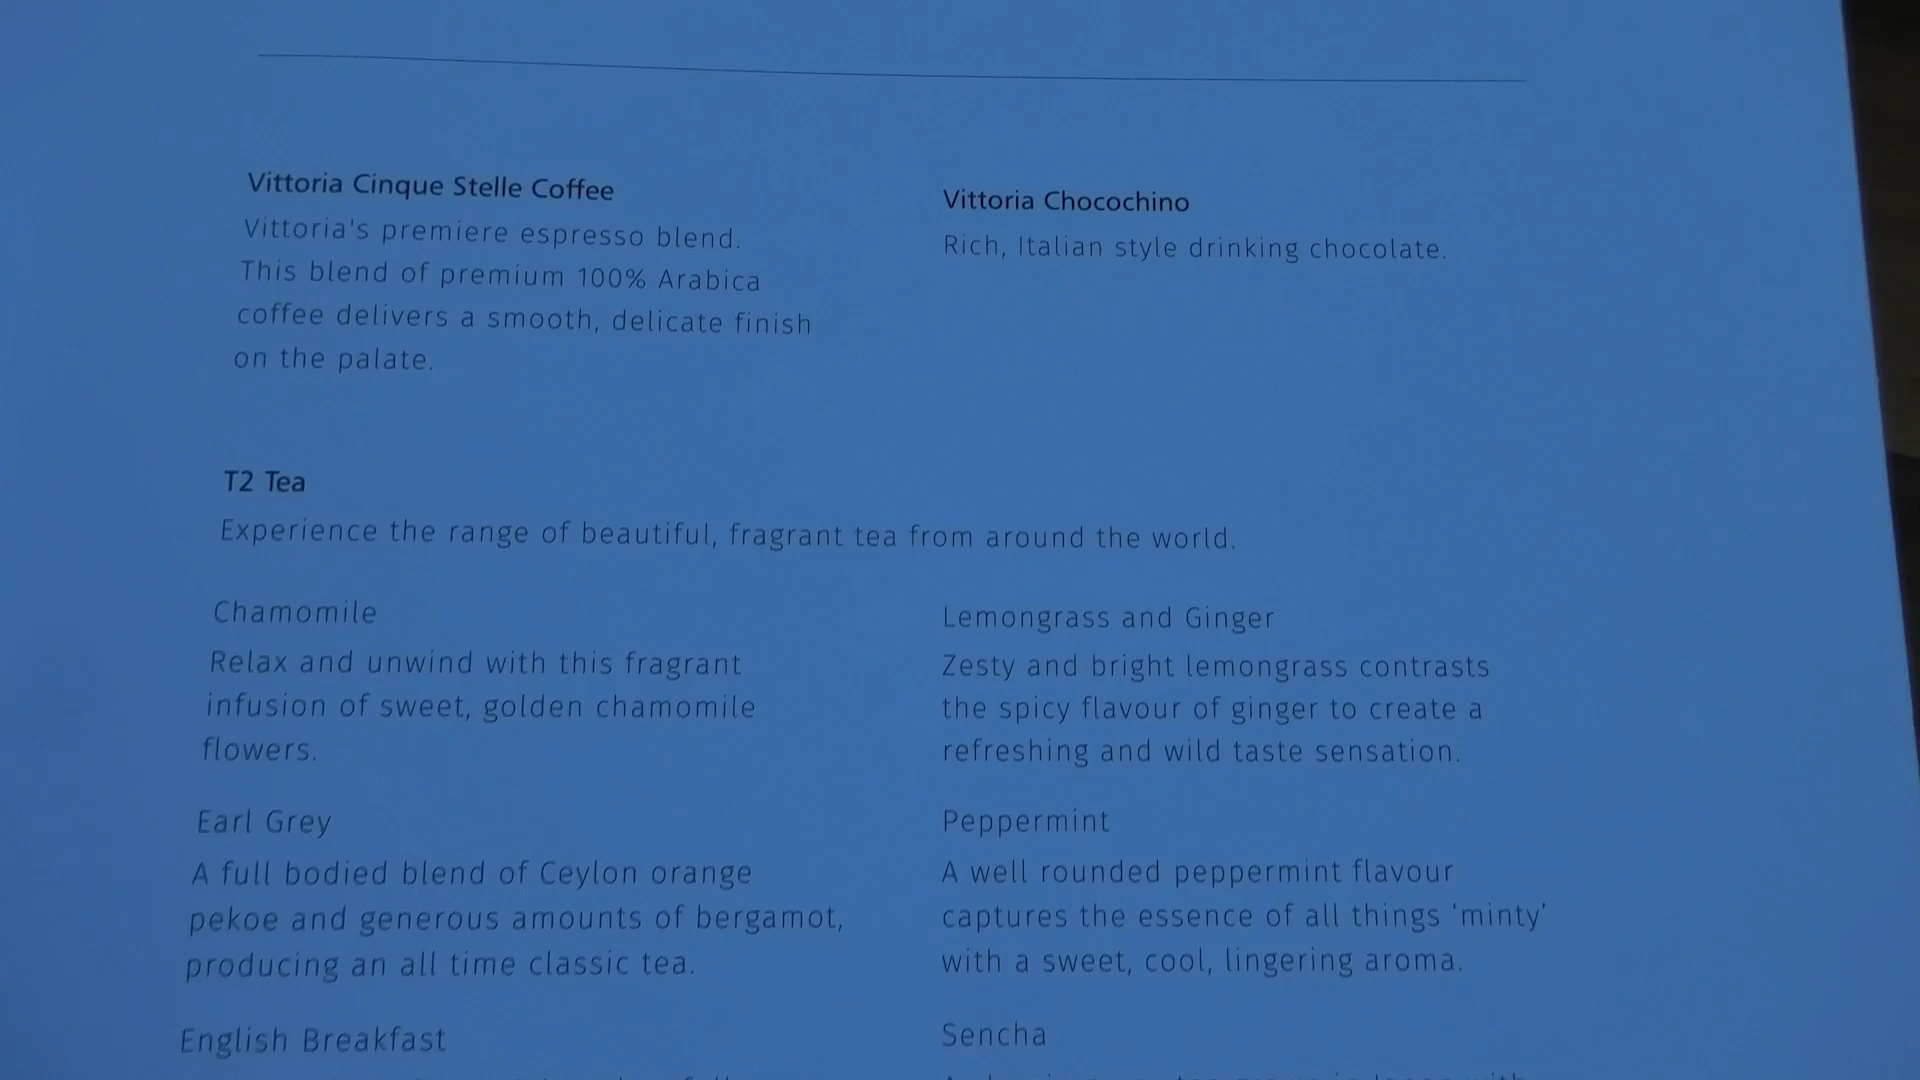 Vittoria Cinque Stelle Coffee
Vittoria's premiere espresso blend.
This blend of premium 100% Arabica
coffee delivers a smooth, delicate finish
on the palate.
Vittoria Chocochino
Rich, Italian style drinking chocolate.
T2 Tea
Experience the range of beautiful, fragrant tea from around the world.
Chamomile
Relax and unwind with this fragrant
infusion of sweet, golden chamomile
flowers.
Lemongrass and Ginger
Zesty and bright lemongrass contrasts
the spicy flavour of ginger to create a
refreshing and wild taste sensation.
Earl Grey
A full bodied blend of Ceylon orange
pekoe and generous amounts of bergamot,
producing an all time classic tea.
Peppermint
A well rounded peppermint flavour
captures the essence of all things ‘minty’
with a sweet, cool, lingering aroma.
English Breakfast
Sencha